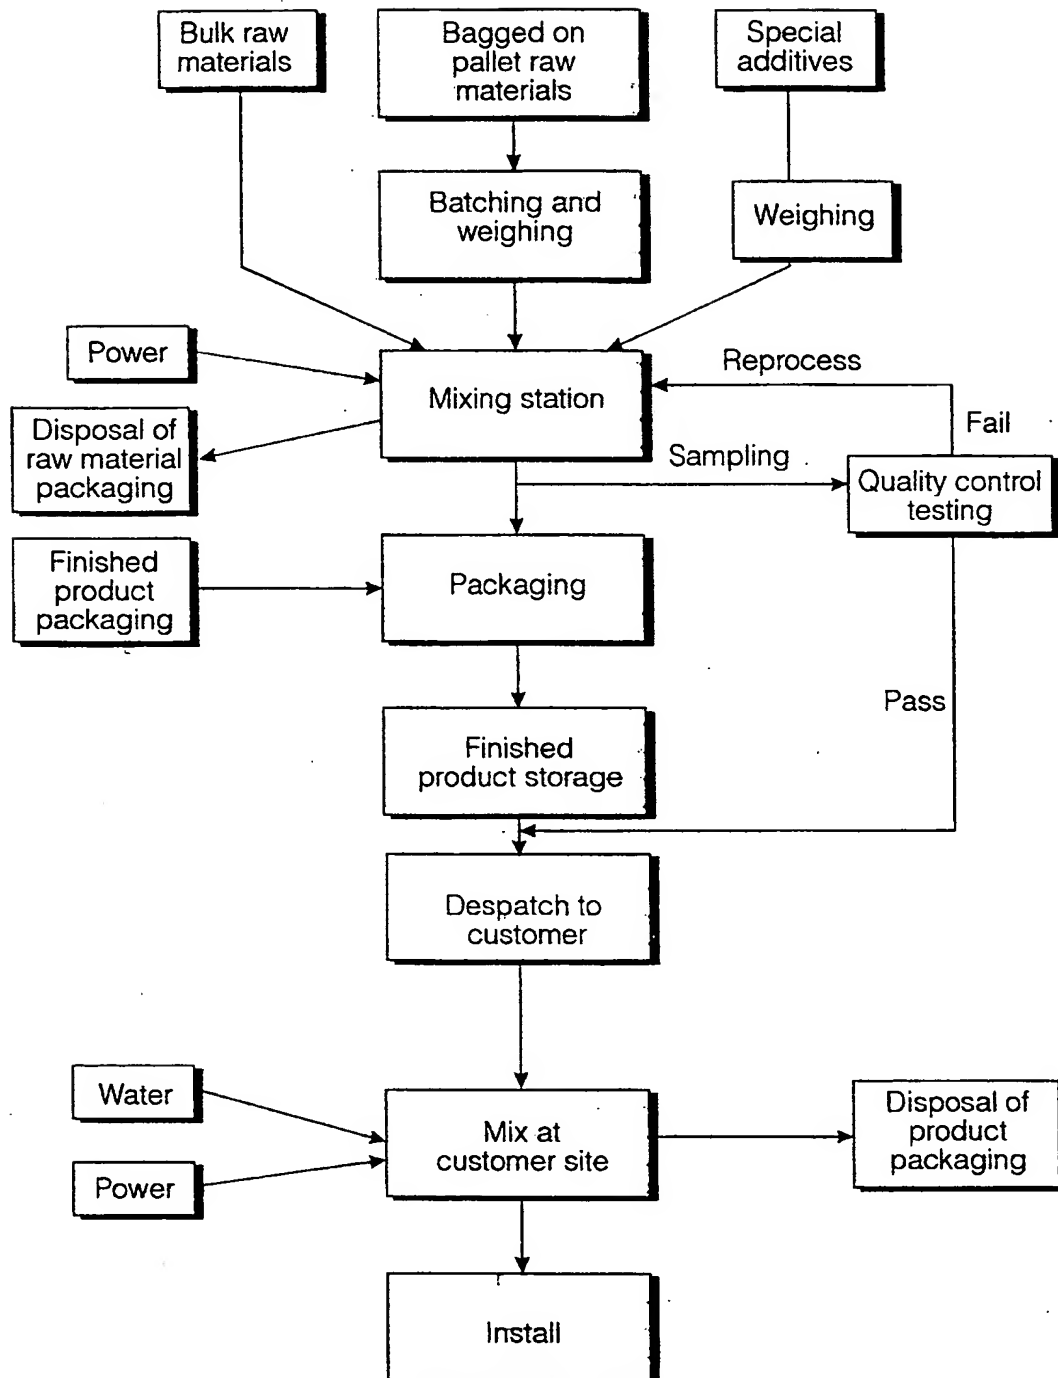 Bulk raw
materials
Bagged on
pallet raw
materials
Special
additives
Batching and
weighing
Weighing
Power
Mixing station
Reprocess
Fail
Disposal of
raw material
packaging
Sampling
Quality control
testing
Finished
product
packaging
Packaging
Pass
Finished
product storage
Despatch to
customer
Water
Power
Mix at
customer site
Disposal of
product
packaging
Install